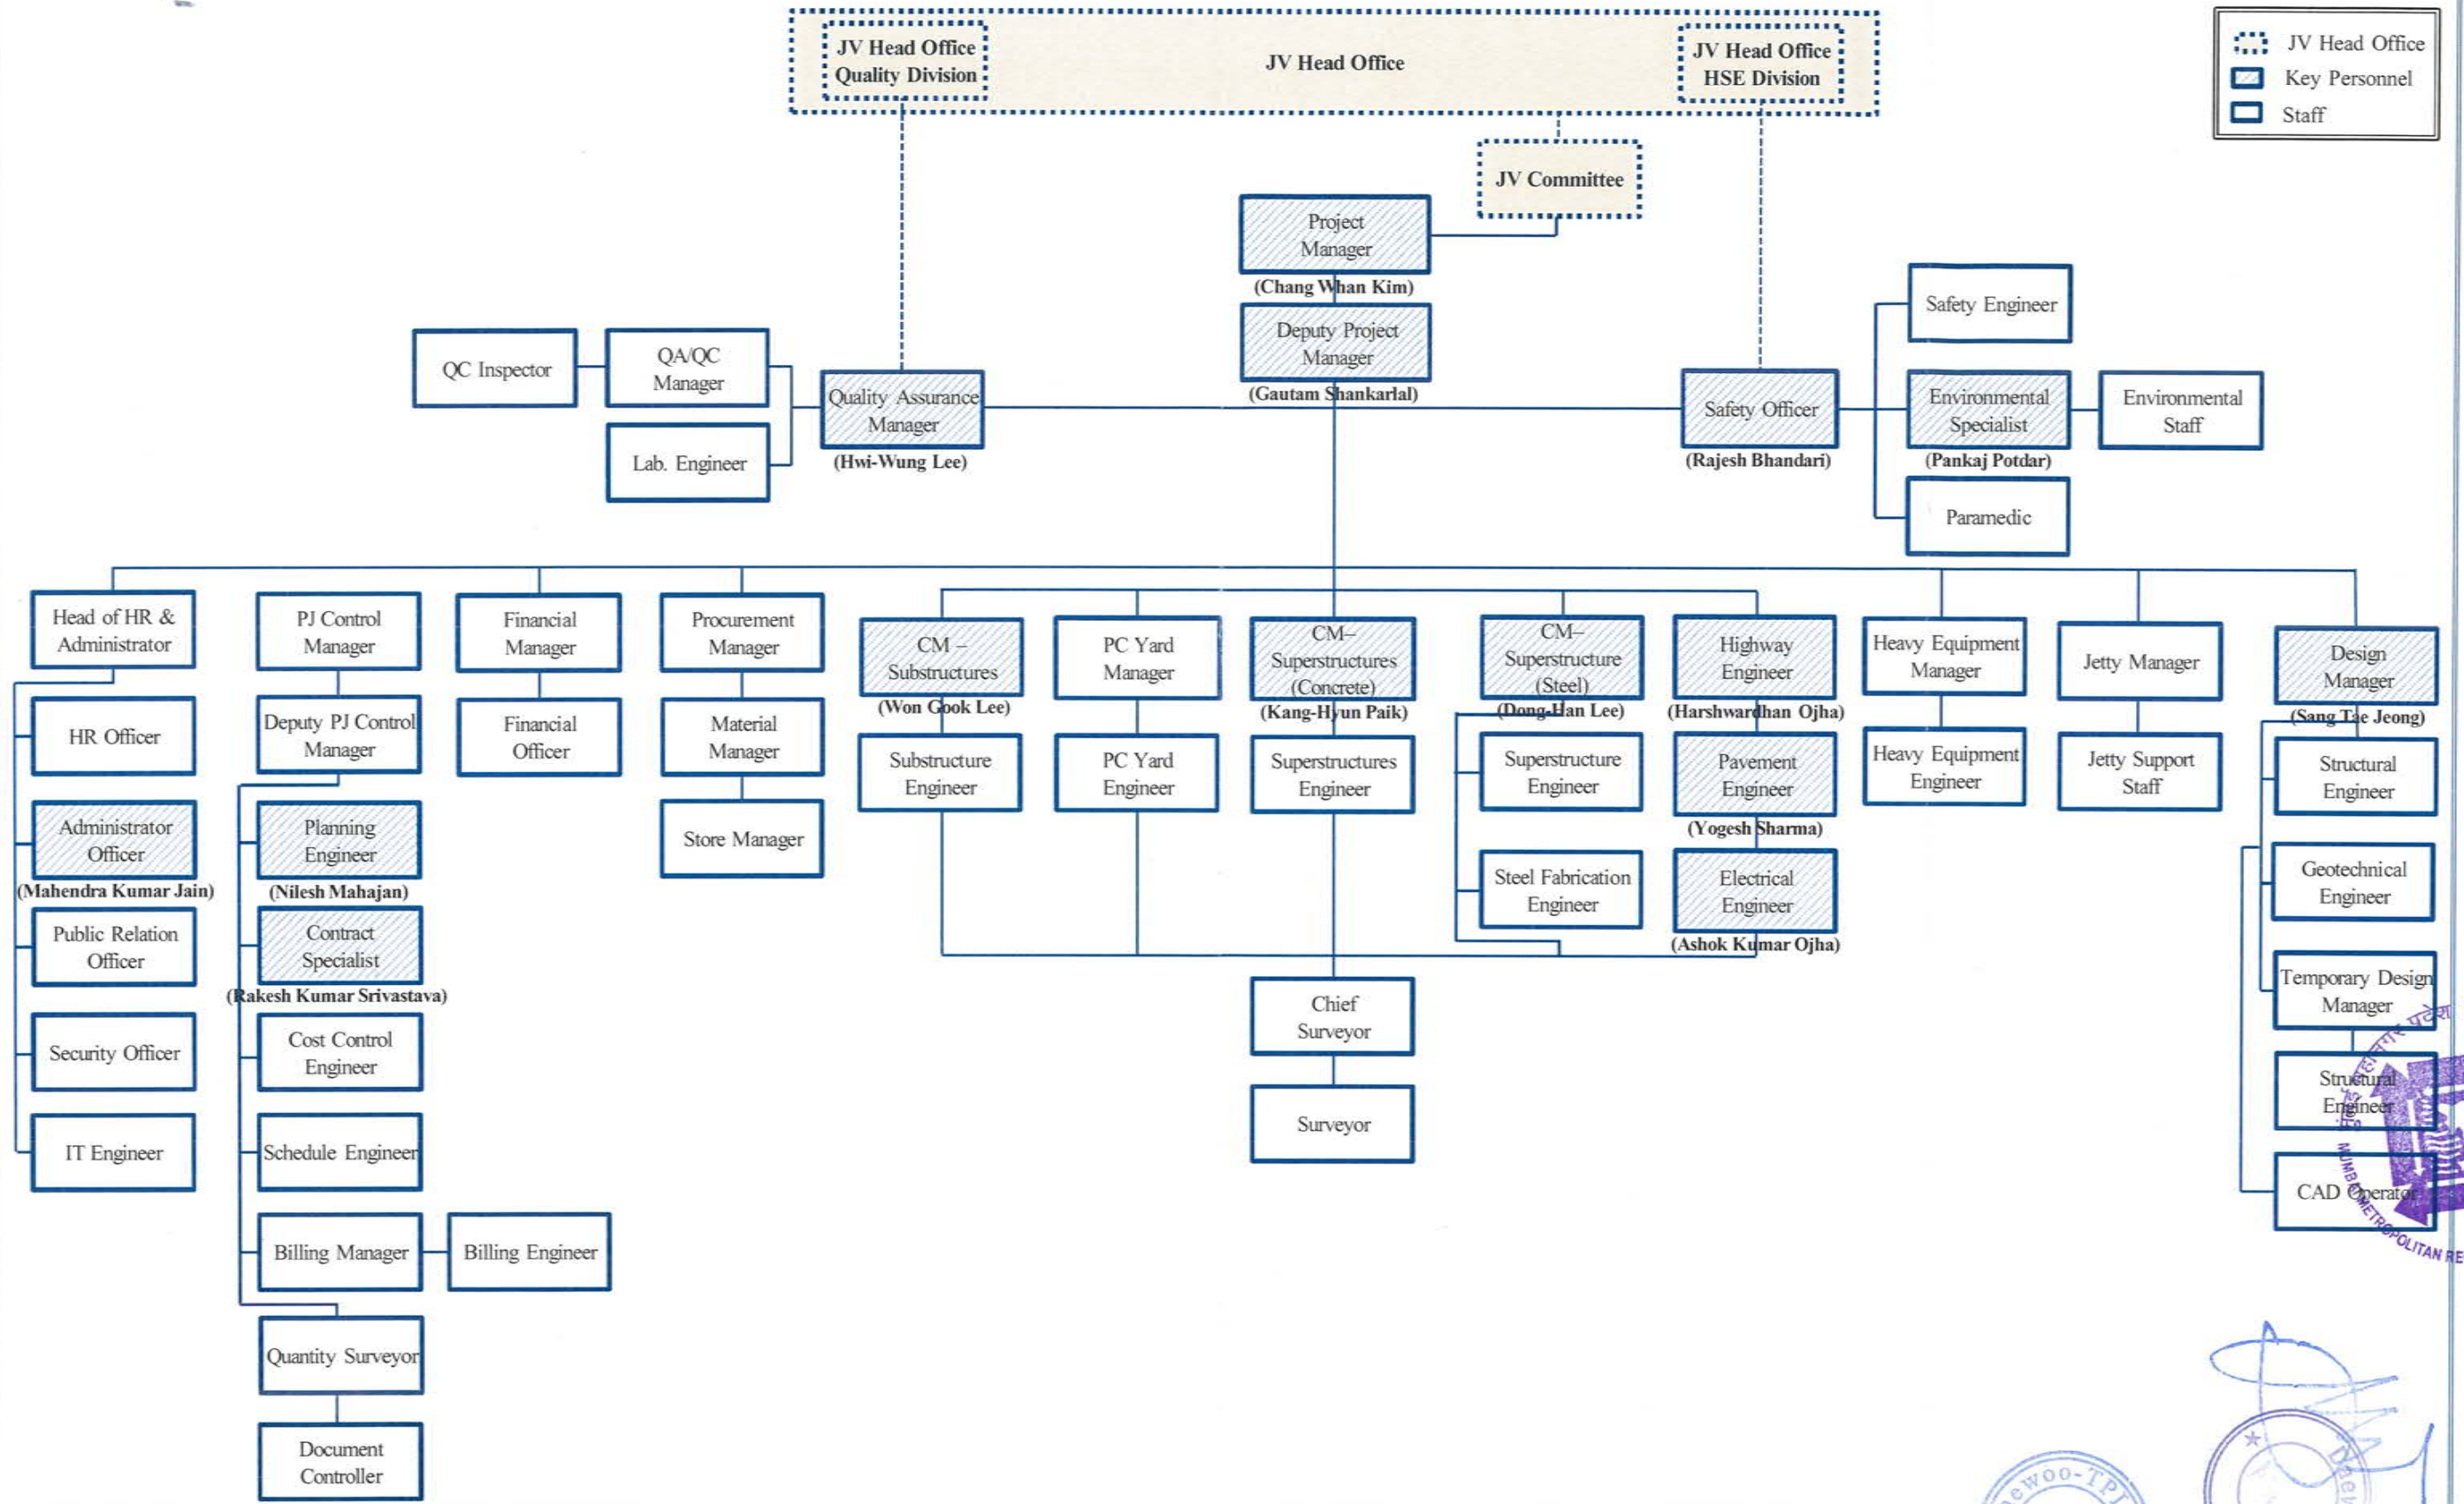 JV Head Office
Quality Division
JV Head Office
JV Head Office
HSE Division
JV Head Office
Key Personnel
Staff
JV Committee
Project
Manager
(Chang Whan Kim)
Deputy Project
Manager
(Gautam Shankarlal)
QC Inspector
QA/QC
Manager
Lab. Engineer
Quality Assurance
Manager
(Hwi-Wung Lee)
Safety Officer
(Rajesh Bhandari)
Safety Engineer
Environmental
Specialist
(Pankaj Potdar)
Environmental
Staff
Paramedic
Head of HR &
Administrator
HR Officer
Administrator
Officer
(Mahendra Kumar Jain)
Public Relation
Officer
Security Officer
IT Engineer
PJ Control
Manager
Deputy PJ Control
Manager
Planning
Engineer
(Nilesh Mahajan)
Contract
Specialist
(Rakesh Kumar Srivastava)
Cost Control
Engineer
Schedule Engineer
Billing Manager
Billing Engineer
Quantity Surveyor
Document
Controller
Financial
Manager
Financial
Officer
Procurement
Manager
Material
Manager
Store Manager
CM –
Substructures
(Won Gook Lee)
Substructure
Engineer
PC Yard
Manager
PC Yard
Engineer
CM–
Superstructures
(Concrete)
(Kang-Hyun Paik)
Superstructures
Engineer
CM–
Superstructure
(Steel)
(Dong-Han Lee)
Superstructure
Engineer
Steel Fabrication
Engineer
Highway
Engineer
(Harshwardhan Ojha)
Pavement
Engineer
(Yogesh Sharma)
Electrical
Engineer
(Ashok Kumar Ojha)
Chief
Surveyor
Surveyor
Heavy Equipment
Manager
Heavy Equipment
Engineer
Jetty Manager
Jetty Support
Staff
Design
Manager
(Sang Tae Jeong)
Structural
Engineer
Geotechnical
Engineer
Temporary Design
Manager
Structural
Engineer
CAD Operator
MUMBAI METROPOLITAN RE
ewoo-TPL
Daew